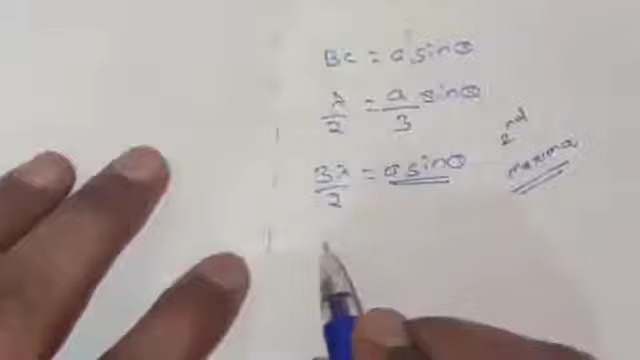 BC = a sinθ
λ/2 = a/3 sinθ
3λ/2 = a sinθ
2nd maxima